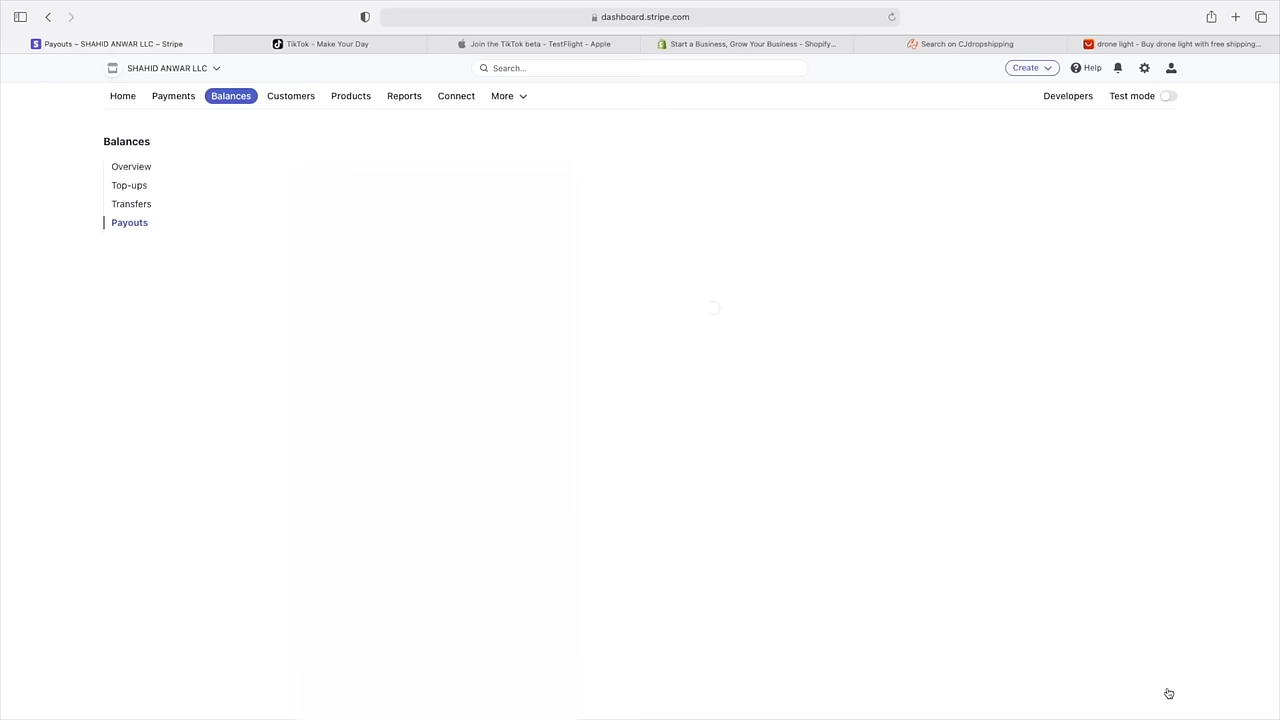 dashboard.stripe.com
Payouts – SHAHID ANWAR LLC – Stripe
TikTok - Make Your Day
Join the TikTok beta - TestFlight - Apple
Start a Business, Grow Your Business - Shopify...
Search on CJdropshipping
drone light - Buy drone light with free shipping...
SHAHID ANWAR LLC
Search...
Create
Help
Home
Payments
Balances
Customers
Products
Reports
Connect
More
Developers
Test mode
Balances
Overview
Top-ups
Transfers
Payouts